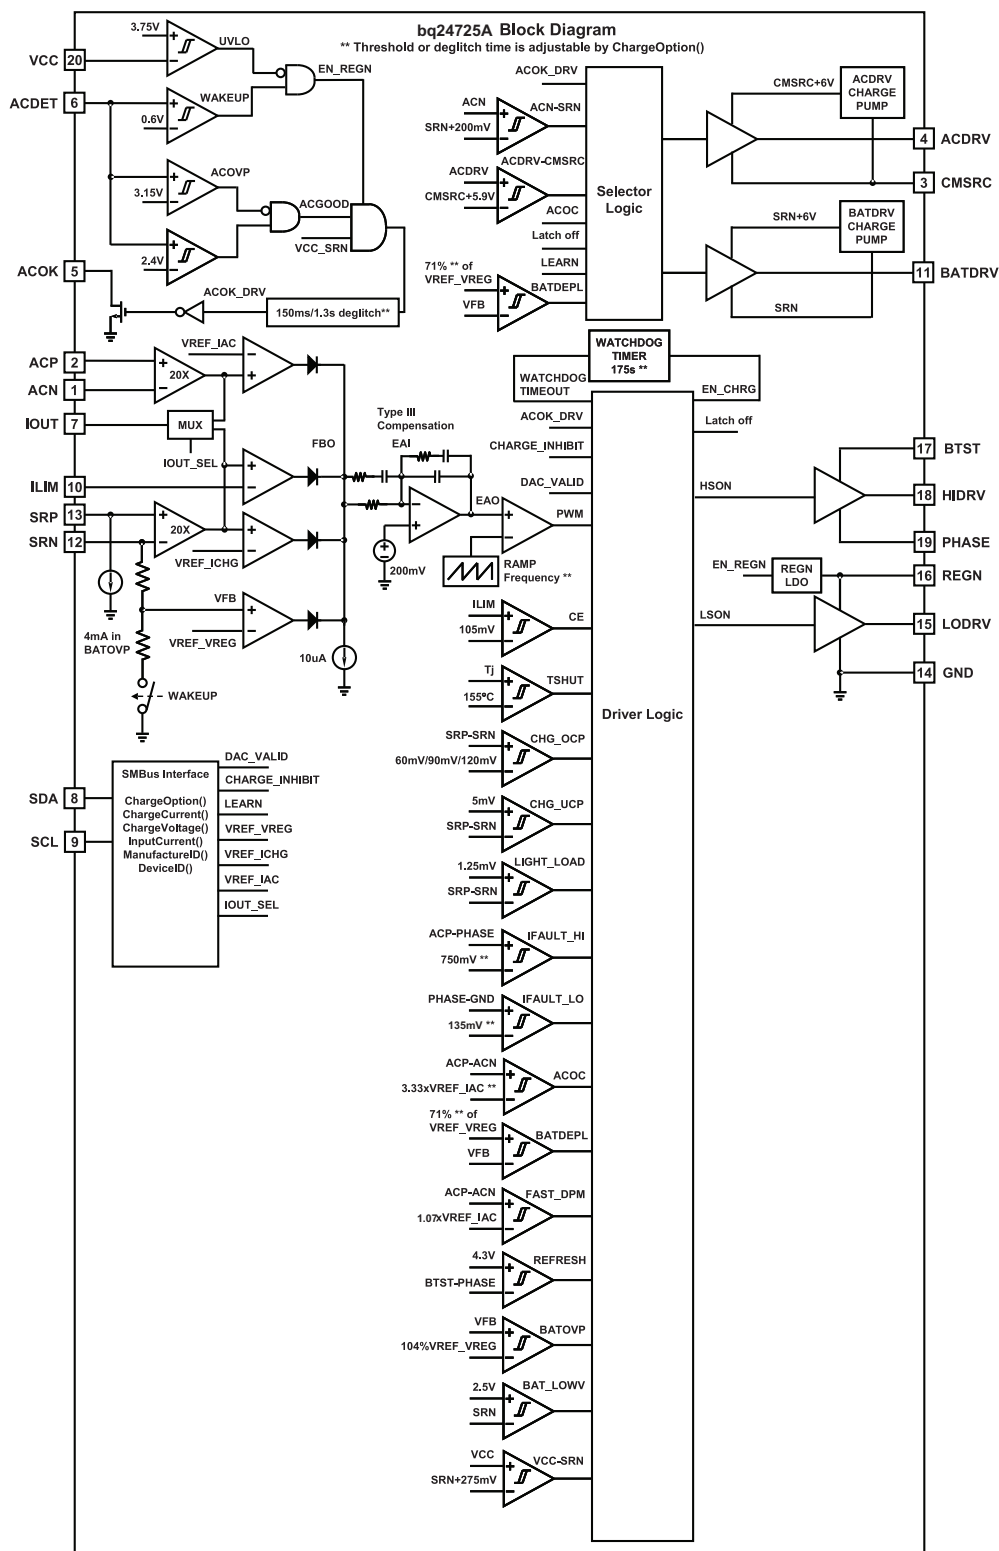 bq24725A Block Diagram
** Threshold or deglitch time is adjustable by ChargeOption()
3.75V
UVLO
VCC 20
EN_REGN
ACDET 6
WAKEUP
0.6V
ACOVP
3.15V
ACGOOD
VCC_SRN
2.4V
ACOK 5
ACOK_DRV
150ms/1.3s deglitch**
ACOK_DRV
ACN
ACN-SRN
SRN+200mV
ACDRV-CMSRC
ACDRV
CMSRC+5.9V
ACOC
Latch off
LEARN
71% ** of
VREF_VREG
BATDEPL
VFB
Selector
Logic
CMSRC+6V
ACDRV
CHARGE
PUMP
4 ACDRV
3 CMSRC
SRN+6V
BATDRV
CHARGE
PUMP
11 BATDRV
SRN
ACP 2
ACN 1
IOUT 7
VREF_IAC
20X
MUX
IOUT_SEL
ILIM 10
SRP 13
SRN 12
20X
VREF_ICHG
VFB
VREF_VREG
4mA in
BATOVP
WAKEUP
FBO
10uA
Type III
Compensation
EAI
EAO
200mV
PWM
RAMP
Frequency **
WATCHDOG
TIMER
175s **
WATCHDOG
TIMEOUT
EN_CHRG
ACOK_DRV
Latch off
CHARGE_INHIBIT
DAC_VALID
HSON
17 BTST
18 HIDRV
19 PHASE
EN_REGN
REGN
LDO
16 REGN
LSON
15 LODRV
14 GND
Driver Logic
ILIM
CE
105mV
Tj
TSHUT
155ºC
SRP-SRN
CHG_OCP
60mV/90mV/120mV
5mV
CHG_UCP
SRP-SRN
1.25mV
LIGHT_LOAD
SRP-SRN
ACP-PHASE
IFAULT_HI
750mV **
PHASE-GND
IFAULT_LO
135mV **
ACP-ACN
ACOC
3.33xVREF_IAC **
71% ** of
VREF_VREG
BATDEPL
VFB
ACP-ACN
FAST_DPM
1.07xVREF_IAC
4.3V
REFRESH
BTST-PHASE
VFB
BATOVP
104%VREF_VREG
2.5V
BAT_LOWV
SRN
VCC
VCC-SRN
SRN+275mV
SDA 8
SCL 9
SMBus Interface
ChargeOption()
ChargeCurrent()
ChargeVoltage()
InputCurrent()
ManufactureID()
DeviceID()
DAC_VALID
CHARGE_INHIBIT
LEARN
VREF_VREG
VREF_ICHG
VREF_IAC
IOUT_SEL